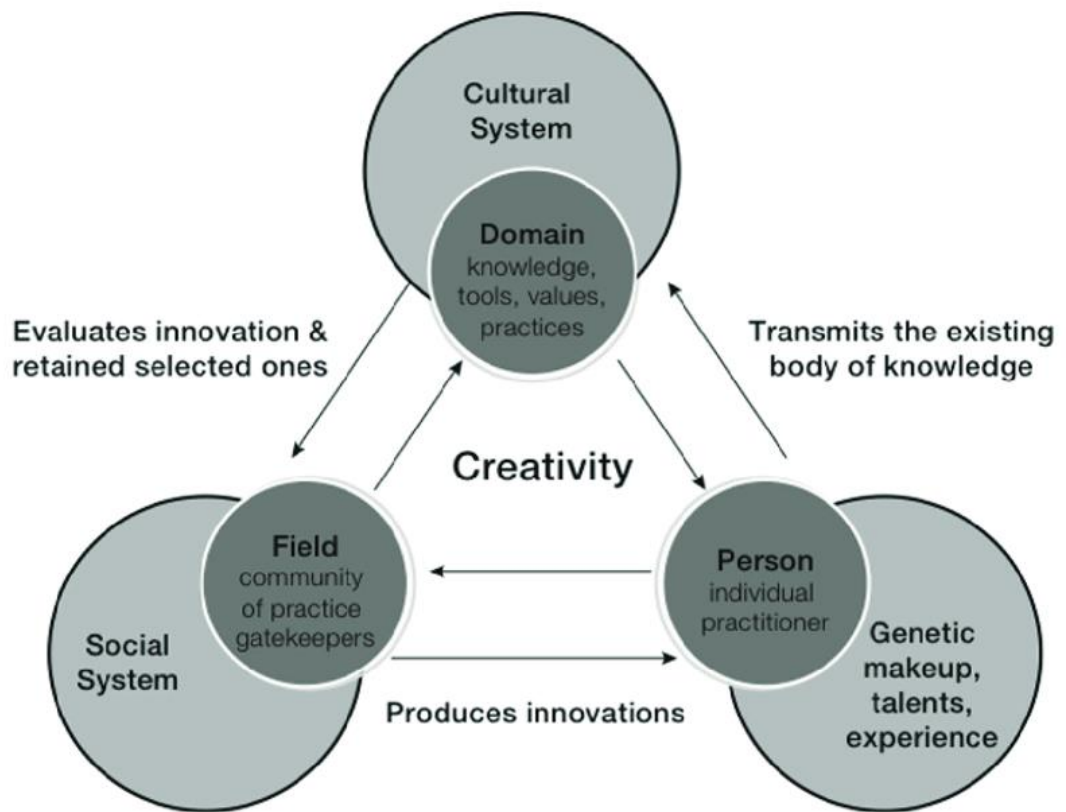 Cultural
System
Domain
knowledge,
tools, values,
practices
Evaluates innovation &
retained selected ones
Transmits the existing
body of knowledge
Creativity
Field
community
of practice
gatekeepers
Person
individual
practitioner
Social
System
Genetic
makeup,
talents,
experience
Produces innovations